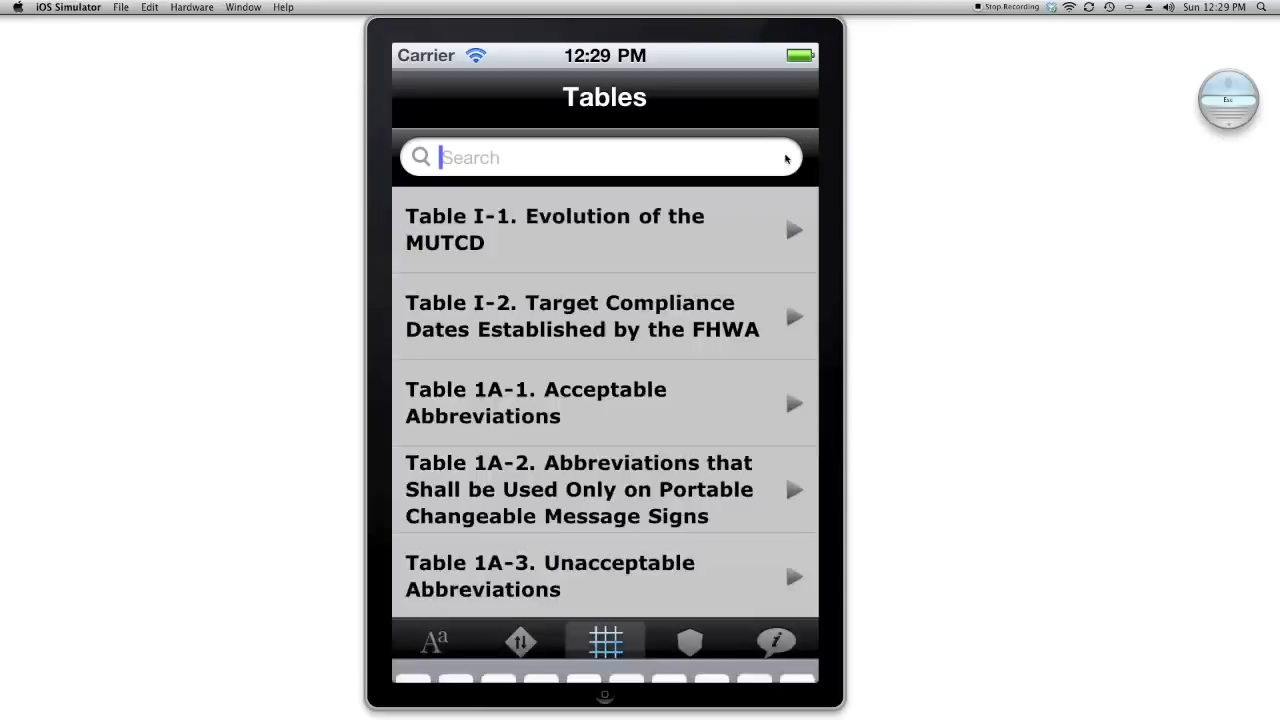 iOS Simulator File Edit Hardware Window Help Stop Recording Sun 12:29 PM
Carrier 12:29 PM
Tables
Esc
Search
Table I-1. Evolution of the
MUTCD
Table I-2. Target Compliance
Dates Established by the FHWA
Table 1A-1. Acceptable
Abbreviations
Table 1A-2. Abbreviations that
Shall be Used Only on Portable
Changeable Message Signs
Table 1A-3. Unacceptable
Abbreviations
Aa i